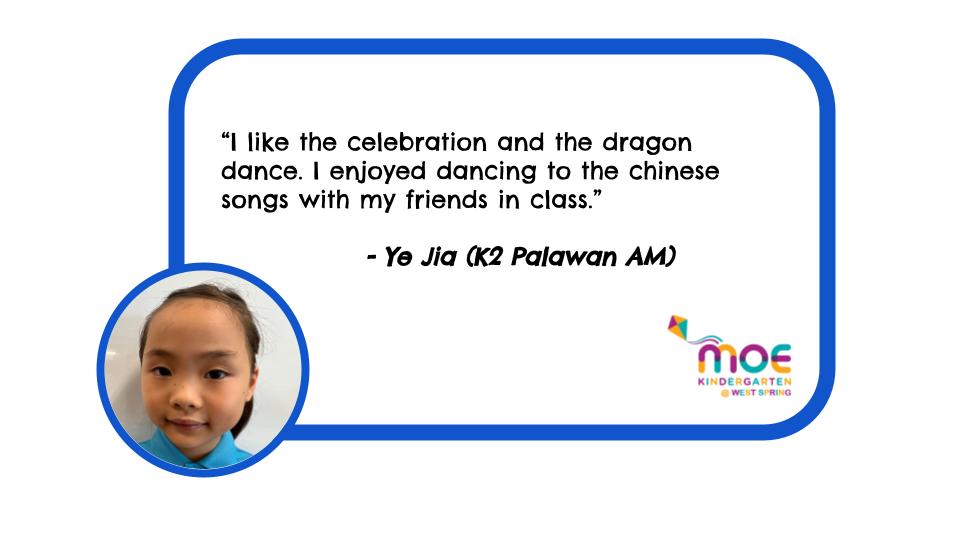 “I like the celebration and the dragon
dance. I enjoyed dancing to the chinese
songs with my friends in class.”
- Ye Jia (K2 Palawan AM)
moe
KINDERGARTEN
@ WEST SPRING